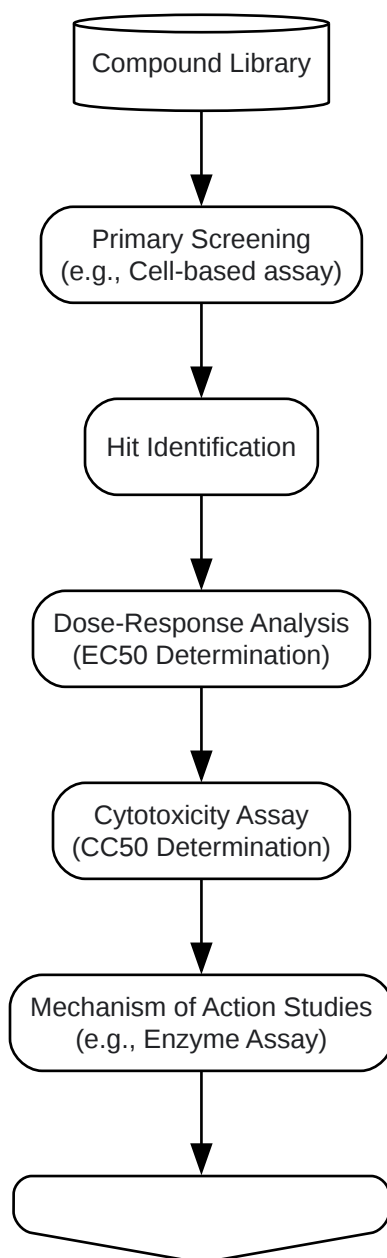 Compound Library
Primary Screening
(e.g., Cell-based assay)
Hit Identification
Dose-Response Analysis
(EC50 Determination)
Cytotoxicity Assay
(CC50 Determination)
Mechanism of Action Studies
(e.g., Enzyme Assay)